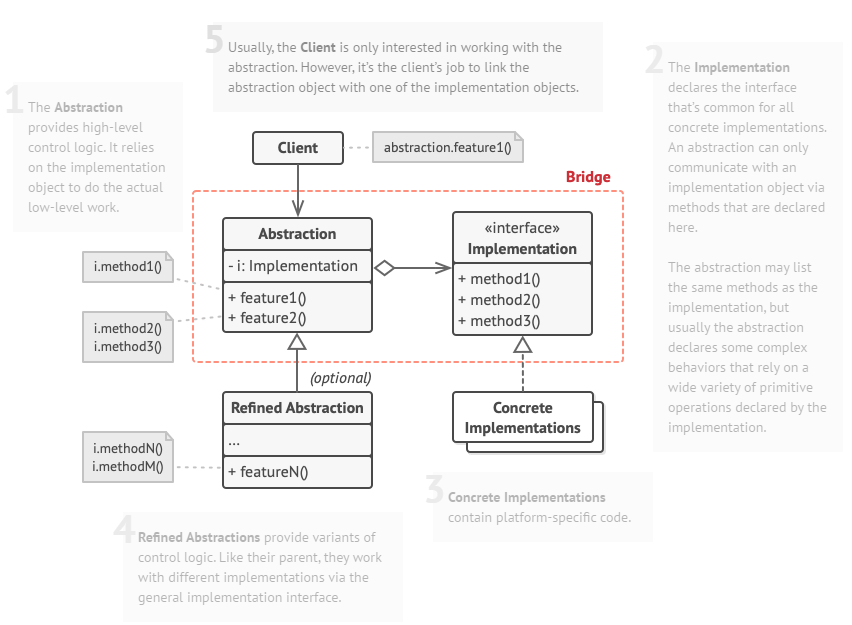 5
Usually, the Client is only interested in working with the
abstraction. However, it's the client's job to link the
abstraction object with one of the implementation objects.
1
The Abstraction
provides high-level
control logic. It relies
on the implementation
object to do the actual
low-level work.
2
The Implementation
declares the interface
that's common for all
concrete implementations.
An abstraction can only
communicate with an
implementation object via
methods that are declared
here.
The abstraction may list
the same methods as the
implementation, but
usually the abstraction
declares some complex
behaviors that rely on a
wide variety of primitive
operations declared by the
implementation.
Client
abstraction.feature1()
Bridge
Abstraction
- i: Implementation
+ feature1()
+ feature2()
«interface»
Implementation
+ method1()
+ method2()
+ method3()
i.method1()
i.method2()
i.method3()
(optional)
Refined Abstraction
...
+ featureN()
Concrete
Implementations
i.methodN()
i.methodM()
3
Concrete Implementations
contain platform-specific code.
4
Refined Abstractions provide variants of
control logic. Like their parent, they work
with different implementations via the
general implementation interface.